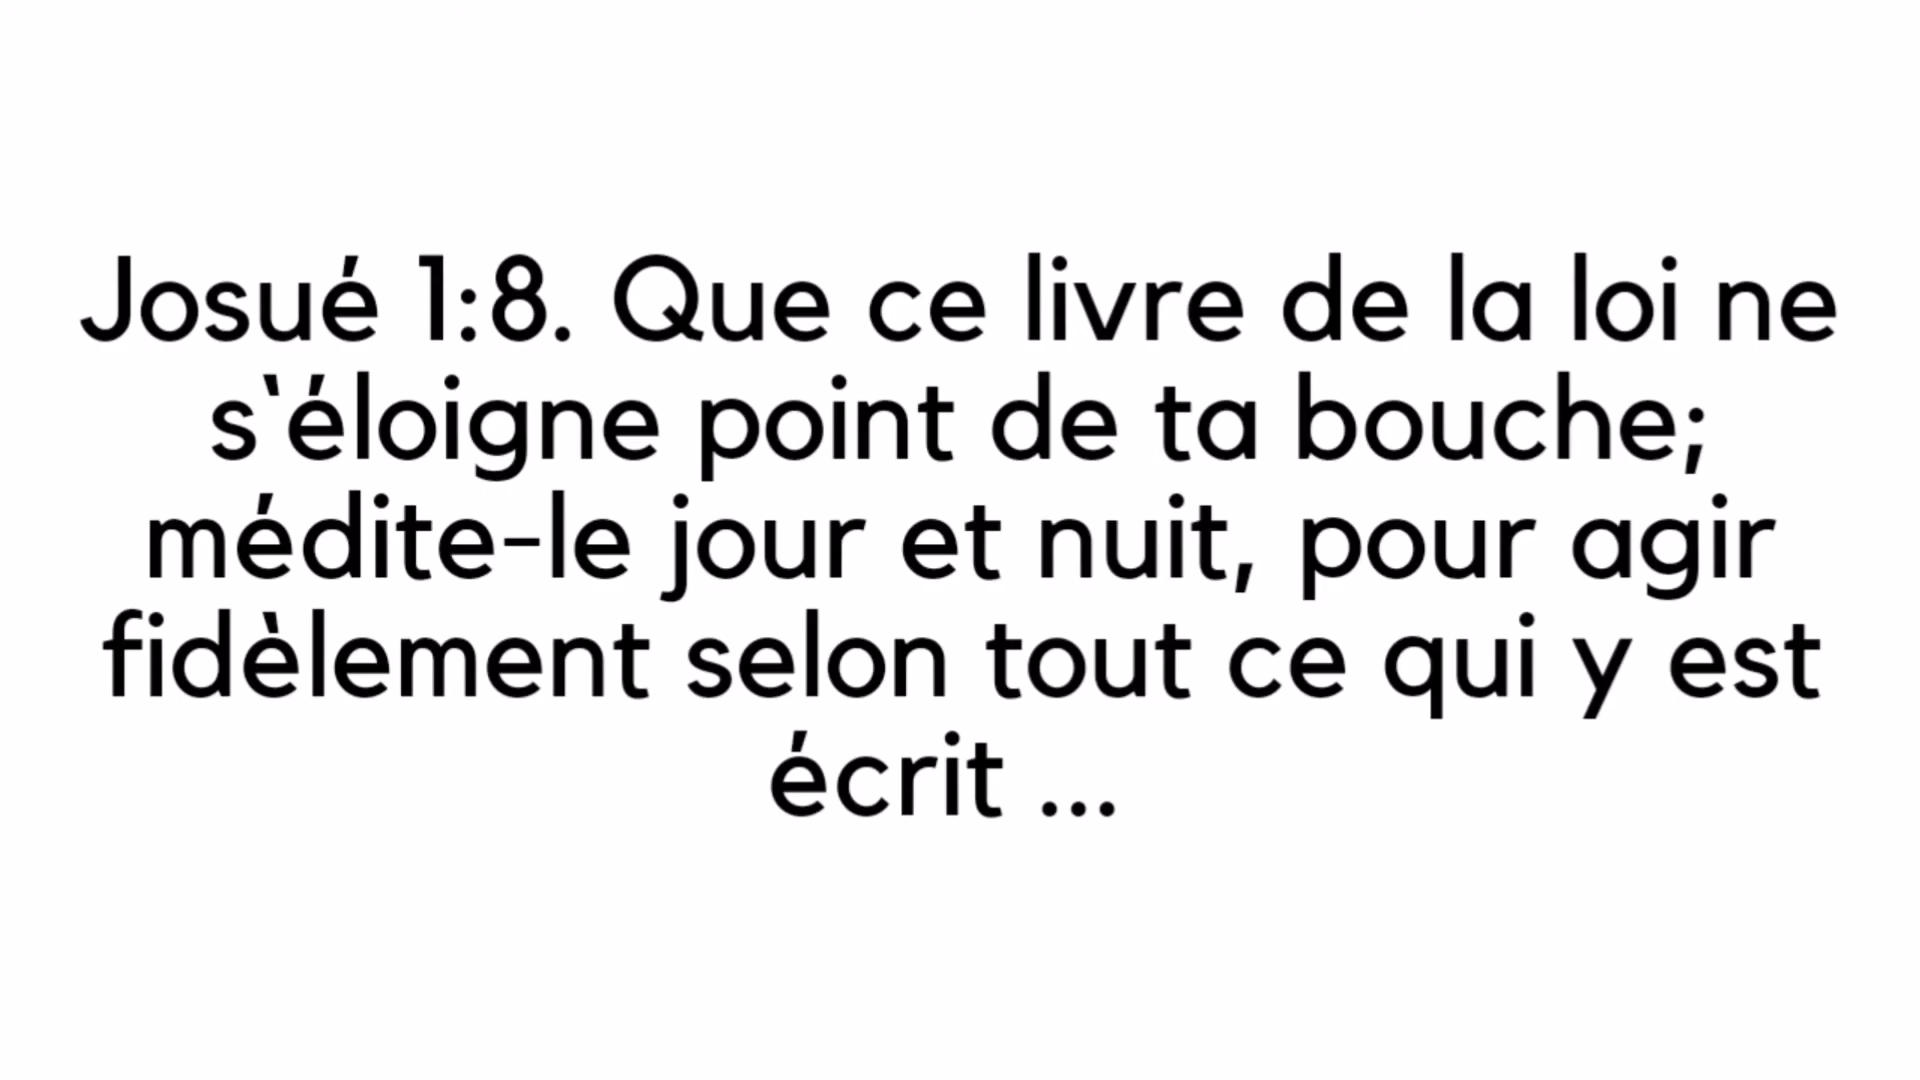 Josué 1:8. Que ce livre de la loi ne
s‘éloigne point de ta bouche;
médite-le jour et nuit, pour agir
fidèlement selon tout ce qui y est
écrit ...